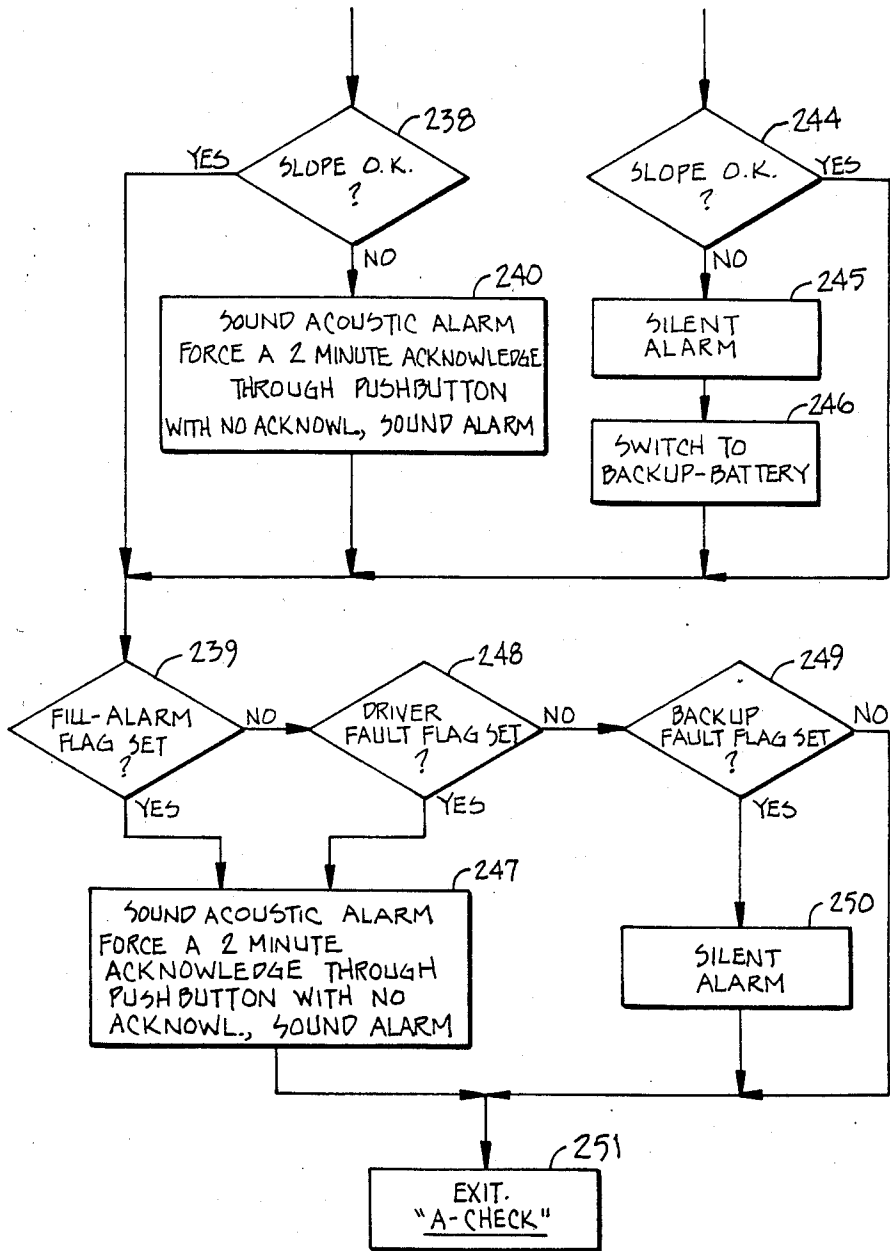 238
YES
SLOPE O.K.
?
NO
240
SOUND ACOUSTIC ALARM
FORCE A 2 MINUTE ACKNOWLEDGE
THROUGH PUSHBUTTON
WITH NO ACKNOWL., SOUND ALARM
244
YES
SLOPE O.K.
?
NO
245
SILENT
ALARM
246
SWITCH TO
BACKUP-BATTERY
239
FILL-ALARM
FLAG SET
?
NO
YES
248
DRIVER
FAULT FLAG SET
?
NO
YES
249
BACKUP
FAULT FLAG SET
?
NO
YES
247
SOUND ACOUSTIC ALARM
FORCE A 2 MINUTE
ACKNOWLEDGE THROUGH
PUSHBUTTON WITH NO
ACKNOWL., SOUND ALARM
250
SILENT
ALARM
251
EXIT.
"A-CHECK"